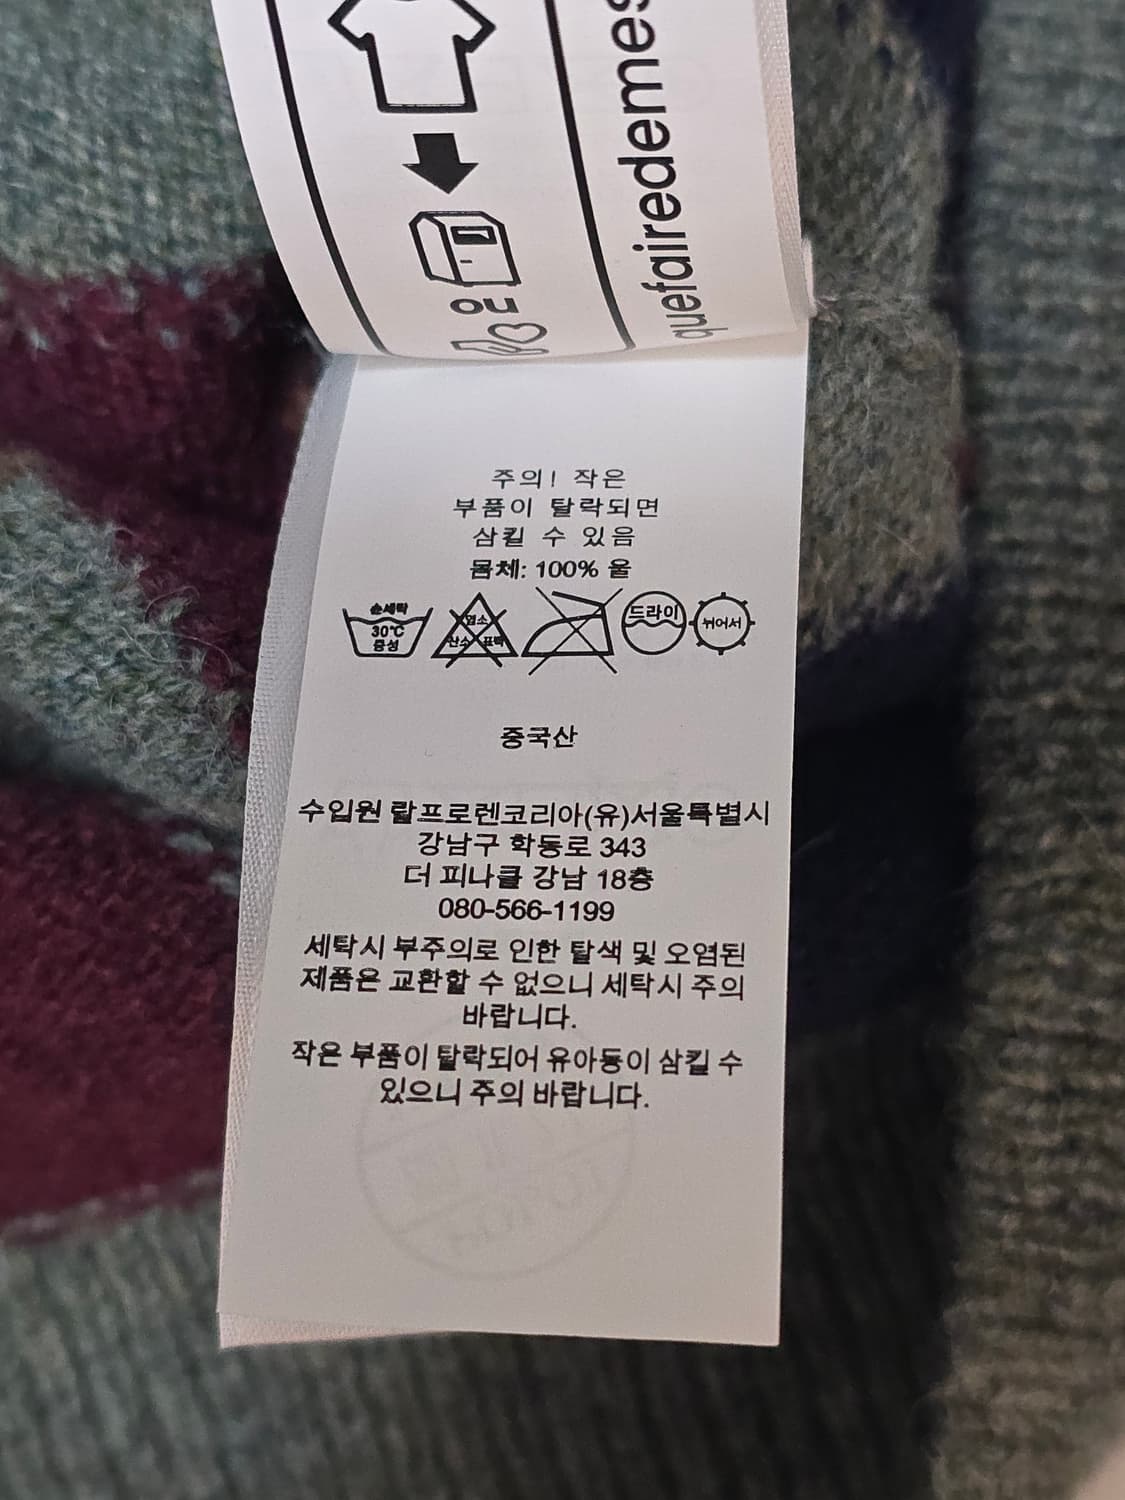 quefairedemes
주의! 작은
부품이 탈락되면
삼킬 수 있음
몸체: 100% 울
손세탁
30℃
중성
염소
산소 표백
드라이
뉘어서
중국산
수입원 랄프로렌코리아(유)서울특별시
강남구 학동로 343
더 피나클 강남 18층
080-566-1199
세탁시 부주의로 인한 탈색 및 오염된
제품은 교환할 수 없으니 세탁시 주의
바랍니다.
작은 부품이 탈락되어 유아동이 삼킬 수
있으니 주의 바랍니다.